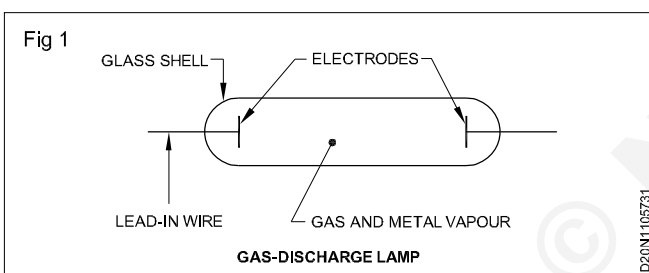 Fig 1
GLASS SHELL
ELECTRODES
LEAD-IN WIRE
GAS AND METAL VAPOUR
GAS-DISCHARGE LAMP
D20N1105731